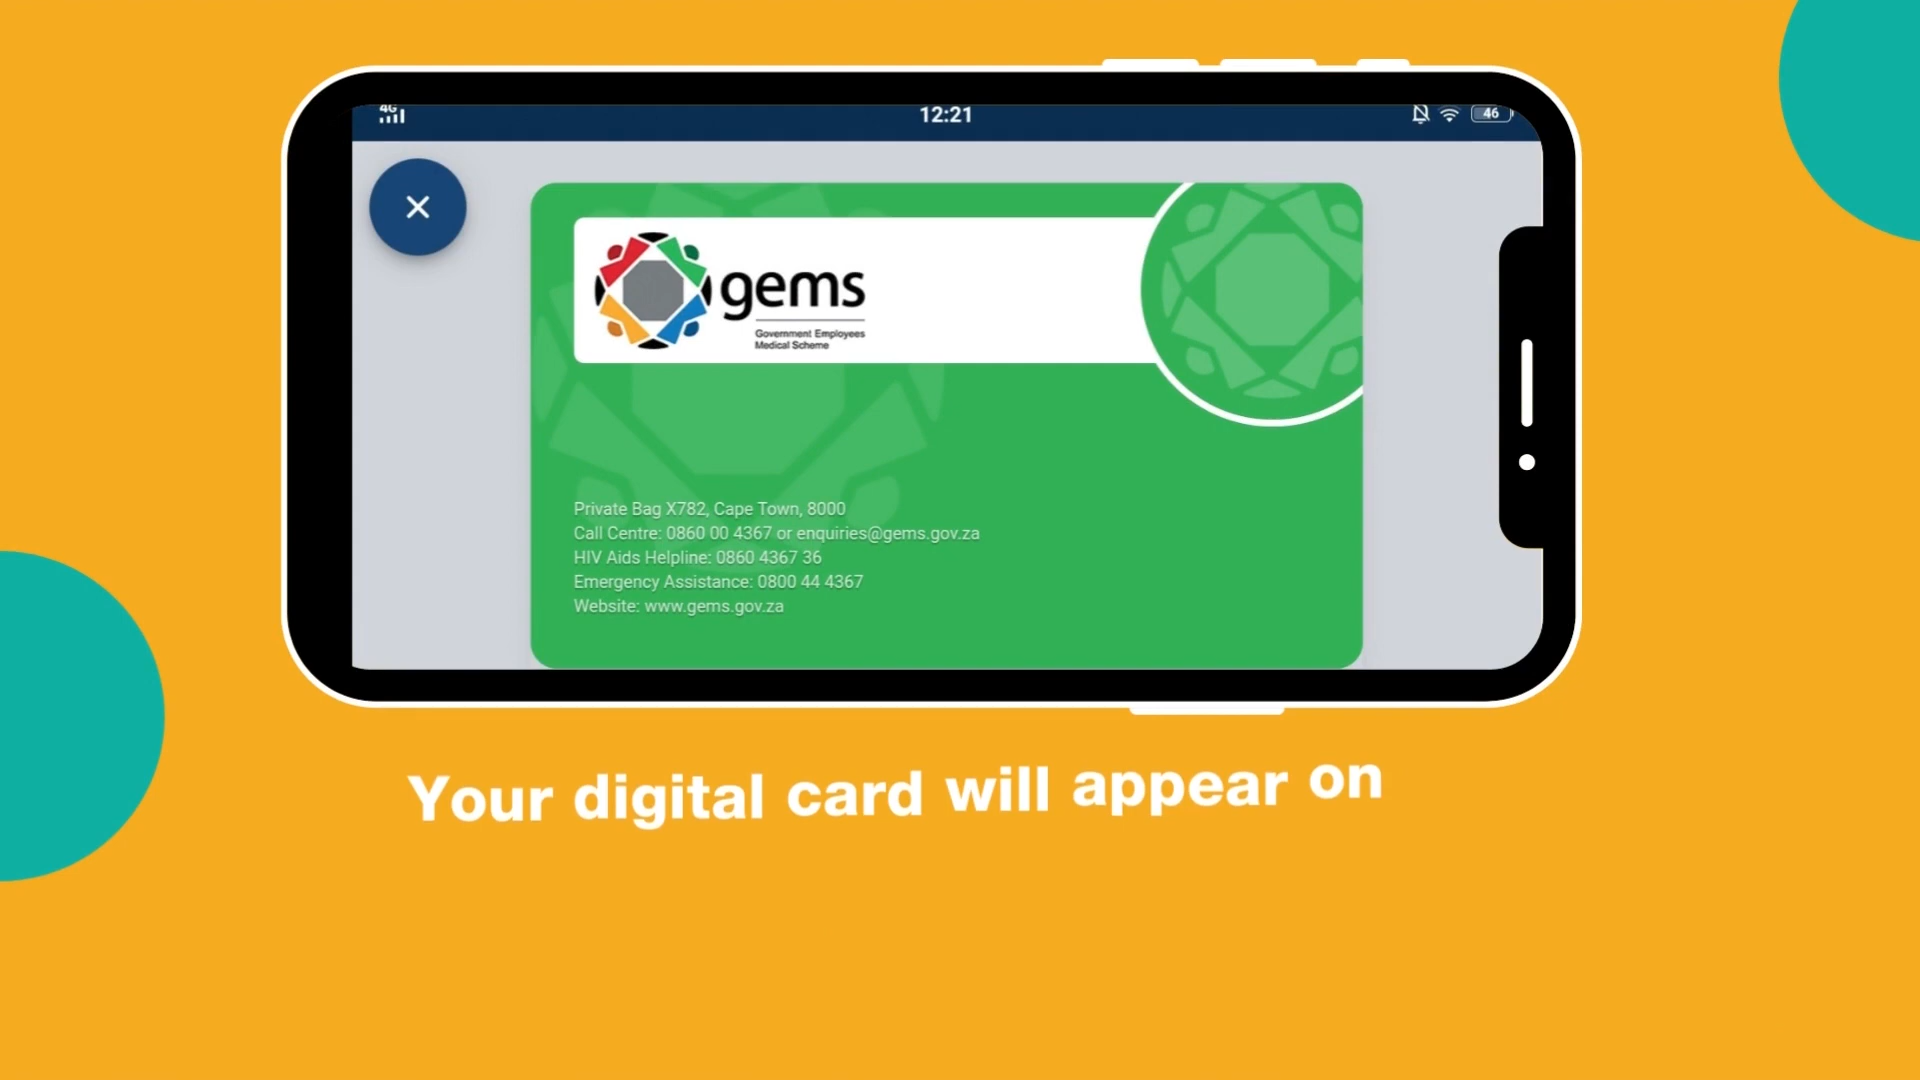 4G
12:21
46
gems
Government Employees
Medical Scheme
Private Bag X782, Cape Town, 8000
Call Centre: 0860 00 4367 or enquiries@gems.gov.za
HIV Aids Helpline: 0860 4367 36
Emergency Assistance: 0800 44 4367
Website: www.gems.gov.za
Your digital card will appear on